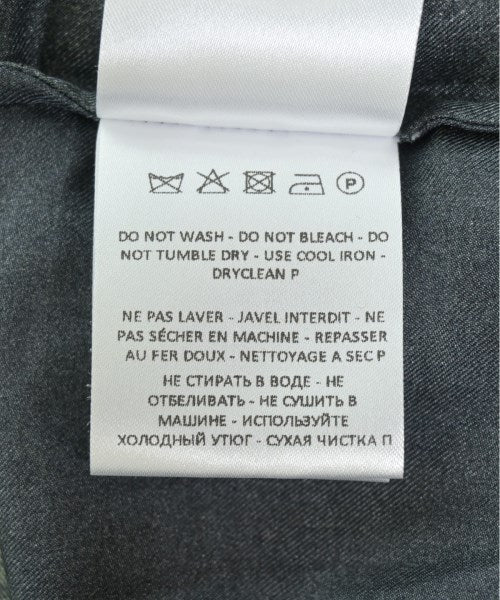 P
DO NOT WASH - DO NOT BLEACH - DO
NOT TUMBLE DRY - USE COOL IRON -
DRYCLEAN P
NE PAS LAVER - JAVEL INTERDIT - NE
PAS SÉCHER EN MACHINE - REPASSER
AU FER DOUX - NETTOYAGE A SEC P
НЕ СТИРАТЬ В ВОДЕ - НЕ
ОТБЕЛИВАТЬ - НЕ СУШИТЬ В
МАШИНЕ - ИСПОЛЬЗУЙТЕ
ХОЛОДНЫЙ УТЮГ - СУХАЯ ЧИСТКА П